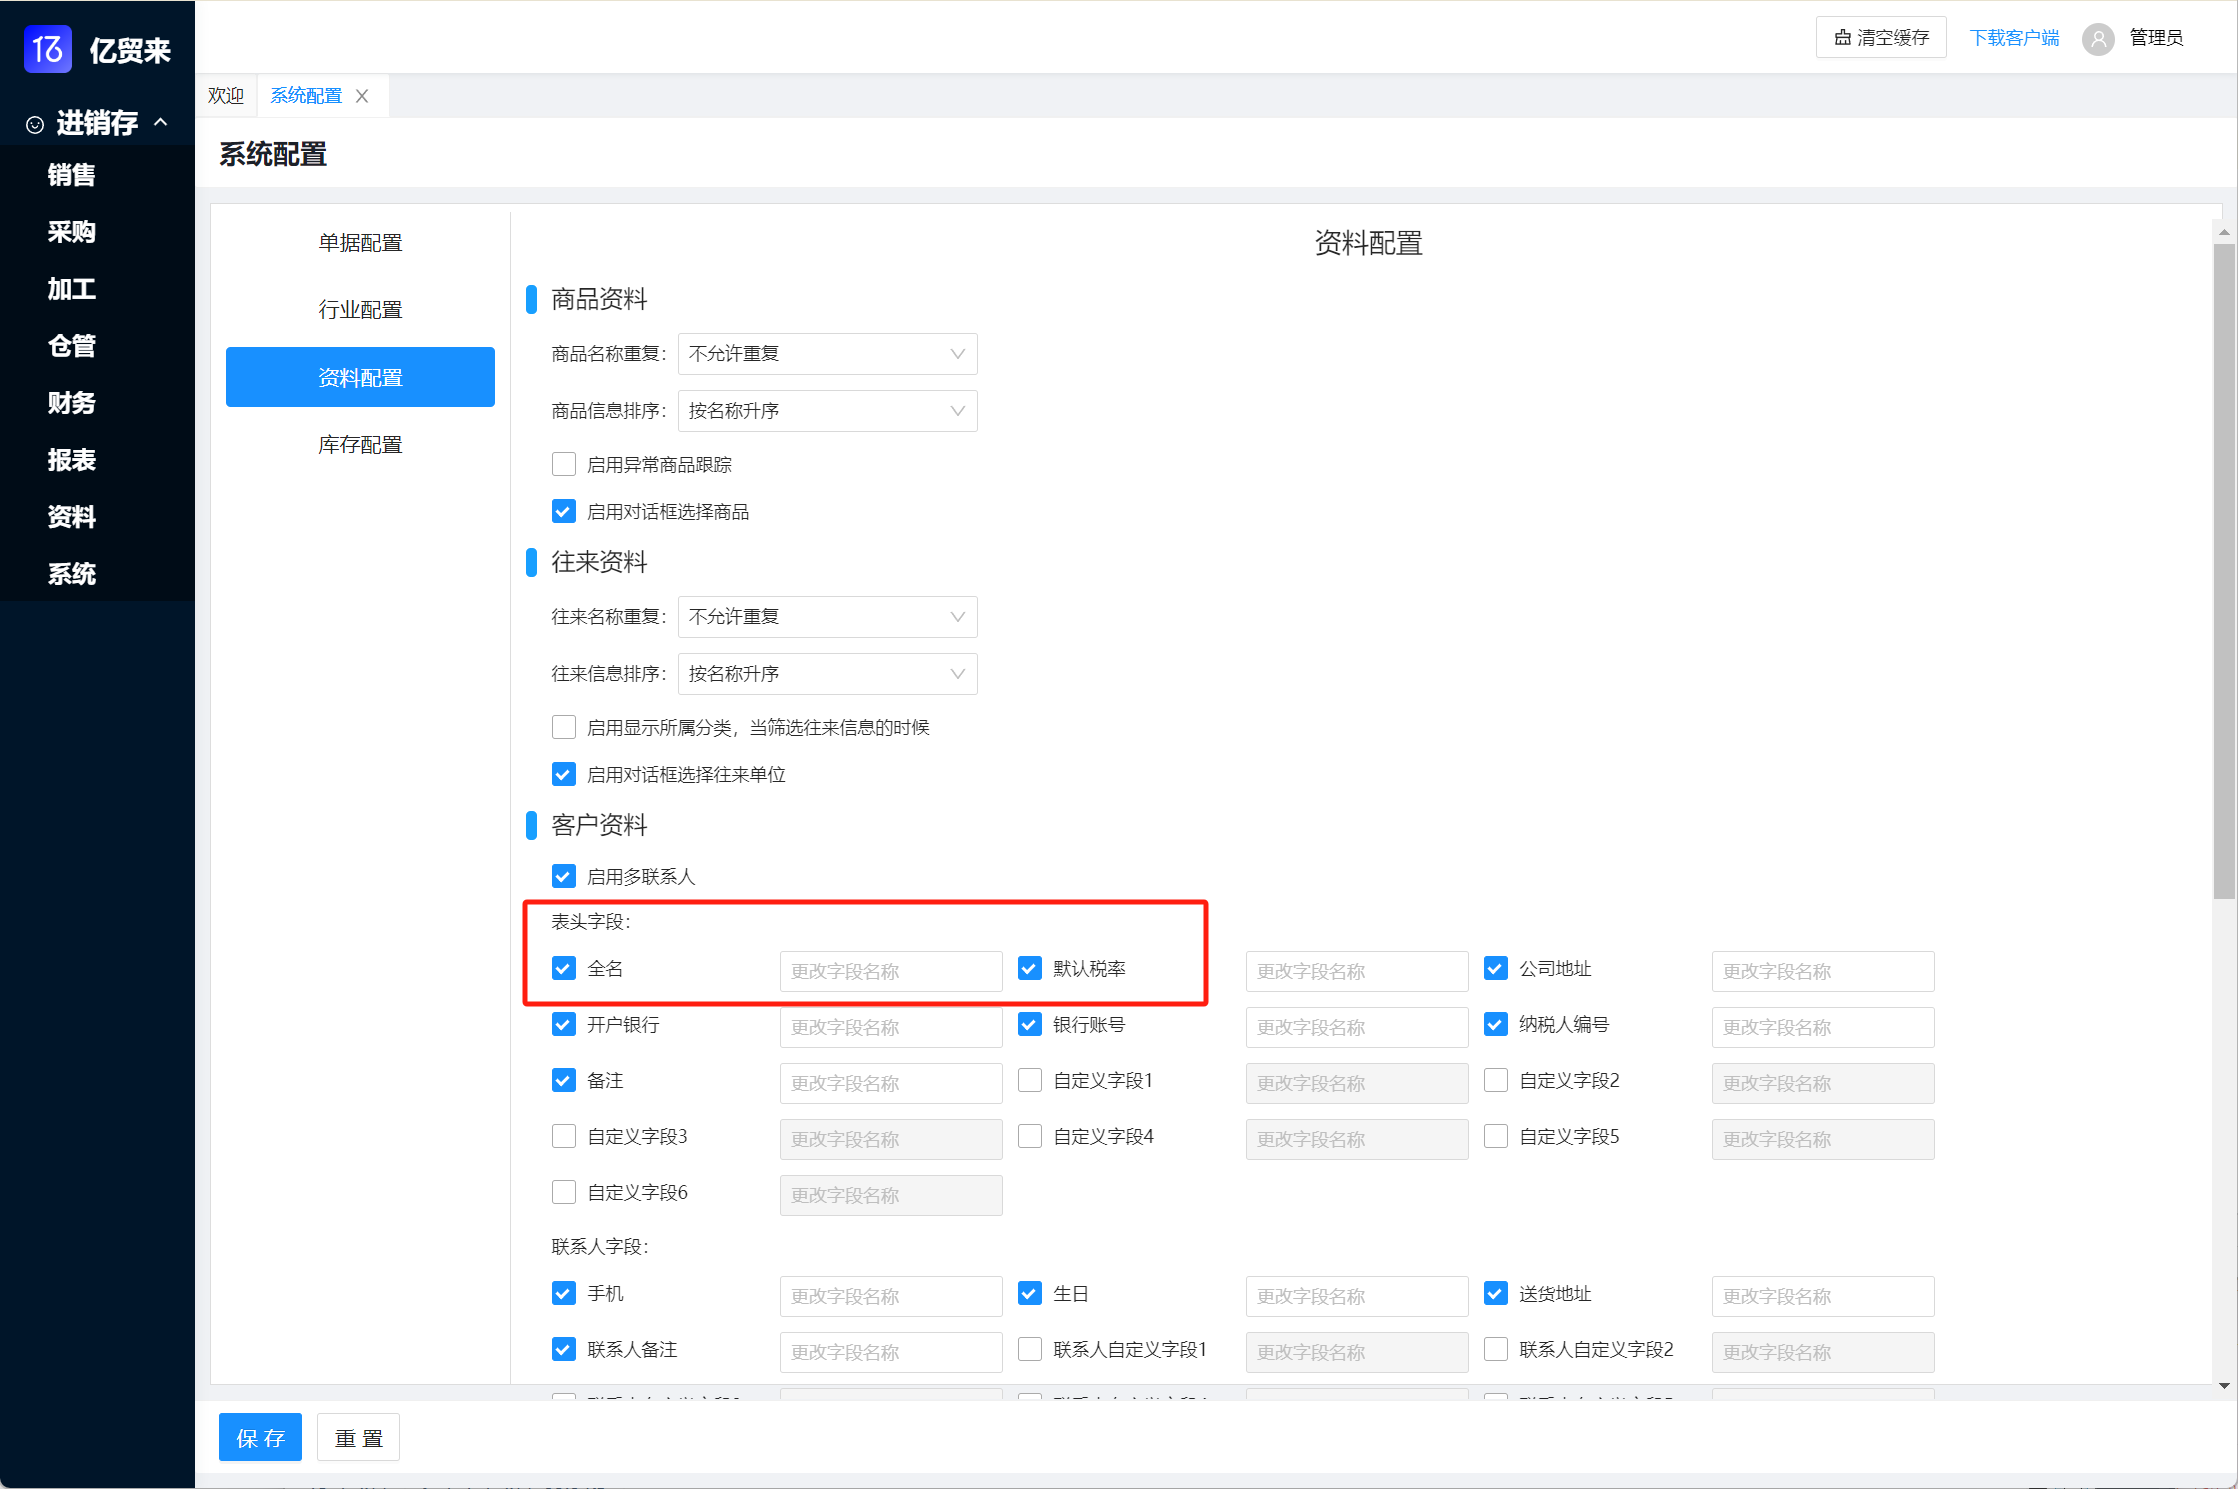 亿贸来
清空缓存 下载客户端 管理员
欢迎 系统配置
进销存
销售
采购
加工
仓管
财务
报表
资料
系统
系统配置
单据配置
行业配置
资料配置
库存配置
资料配置
商品资料
商品名称重复: 不允许重复
商品信息排序: 按名称升序
启用异常商品跟踪
启用对话框选择商品
往来资料
往来名称重复: 不允许重复
往来信息排序: 按名称升序
启用显示所属分类, 当筛选往来信息的时候
启用对话框选择往来单位
客户资料
启用多联系人
表头字段:
全名 更改字段名称 默认税率 更改字段名称 公司地址 更改字段名称
开户银行 更改字段名称 银行账号 更改字段名称 纳税人编号 更改字段名称
备注 更改字段名称 自定义字段1 更改字段名称 自定义字段2 更改字段名称
自定义字段3 更改字段名称 自定义字段4 更改字段名称 自定义字段5 更改字段名称
自定义字段6 更改字段名称
联系人字段:
手机 更改字段名称 生日 更改字段名称 送货地址 更改字段名称
联系人备注 更改字段名称 联系人自定义字段1 更改字段名称 联系人自定义字段2 更改字段名称
保 存 重 置